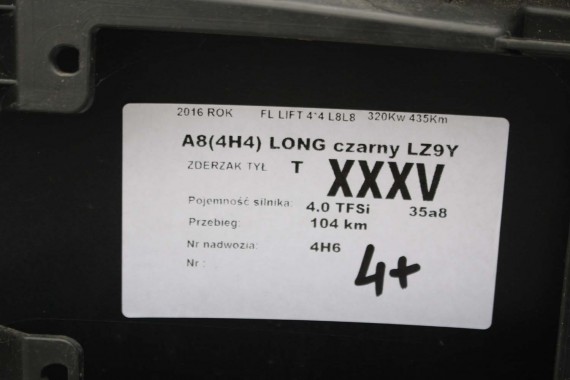 2016 ROK FL LIFT 4*4 L8L8 320Kw 435Km
A8(4H4) LONG czarny LZ9Y
ZDERZAK TYŁ T XXXV
Pojemność silnika: 4.0 TFSi 35a8
Przebieg: 104 km
Nr nadwozia: 4H6
Nr : 4+